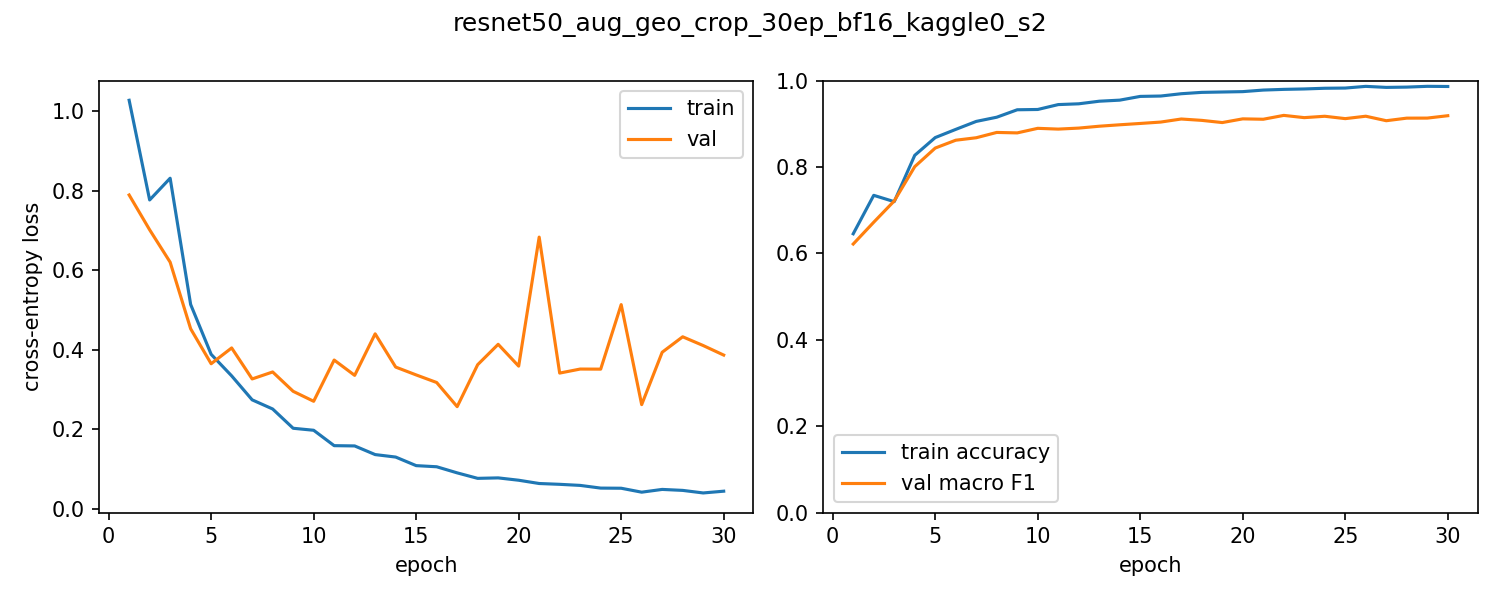 resnet50_aug_geo_crop_30ep_bf16_kaggle0_s2
cross-entropy loss
1.0
0.8
0.6
0.4
0.2
0.0
train
val
0 5 10 15 20 25 30
epoch
1.0
0.8
0.6
0.4
0.2
0.0
train accuracy
val macro F1
0 5 10 15 20 25 30
epoch